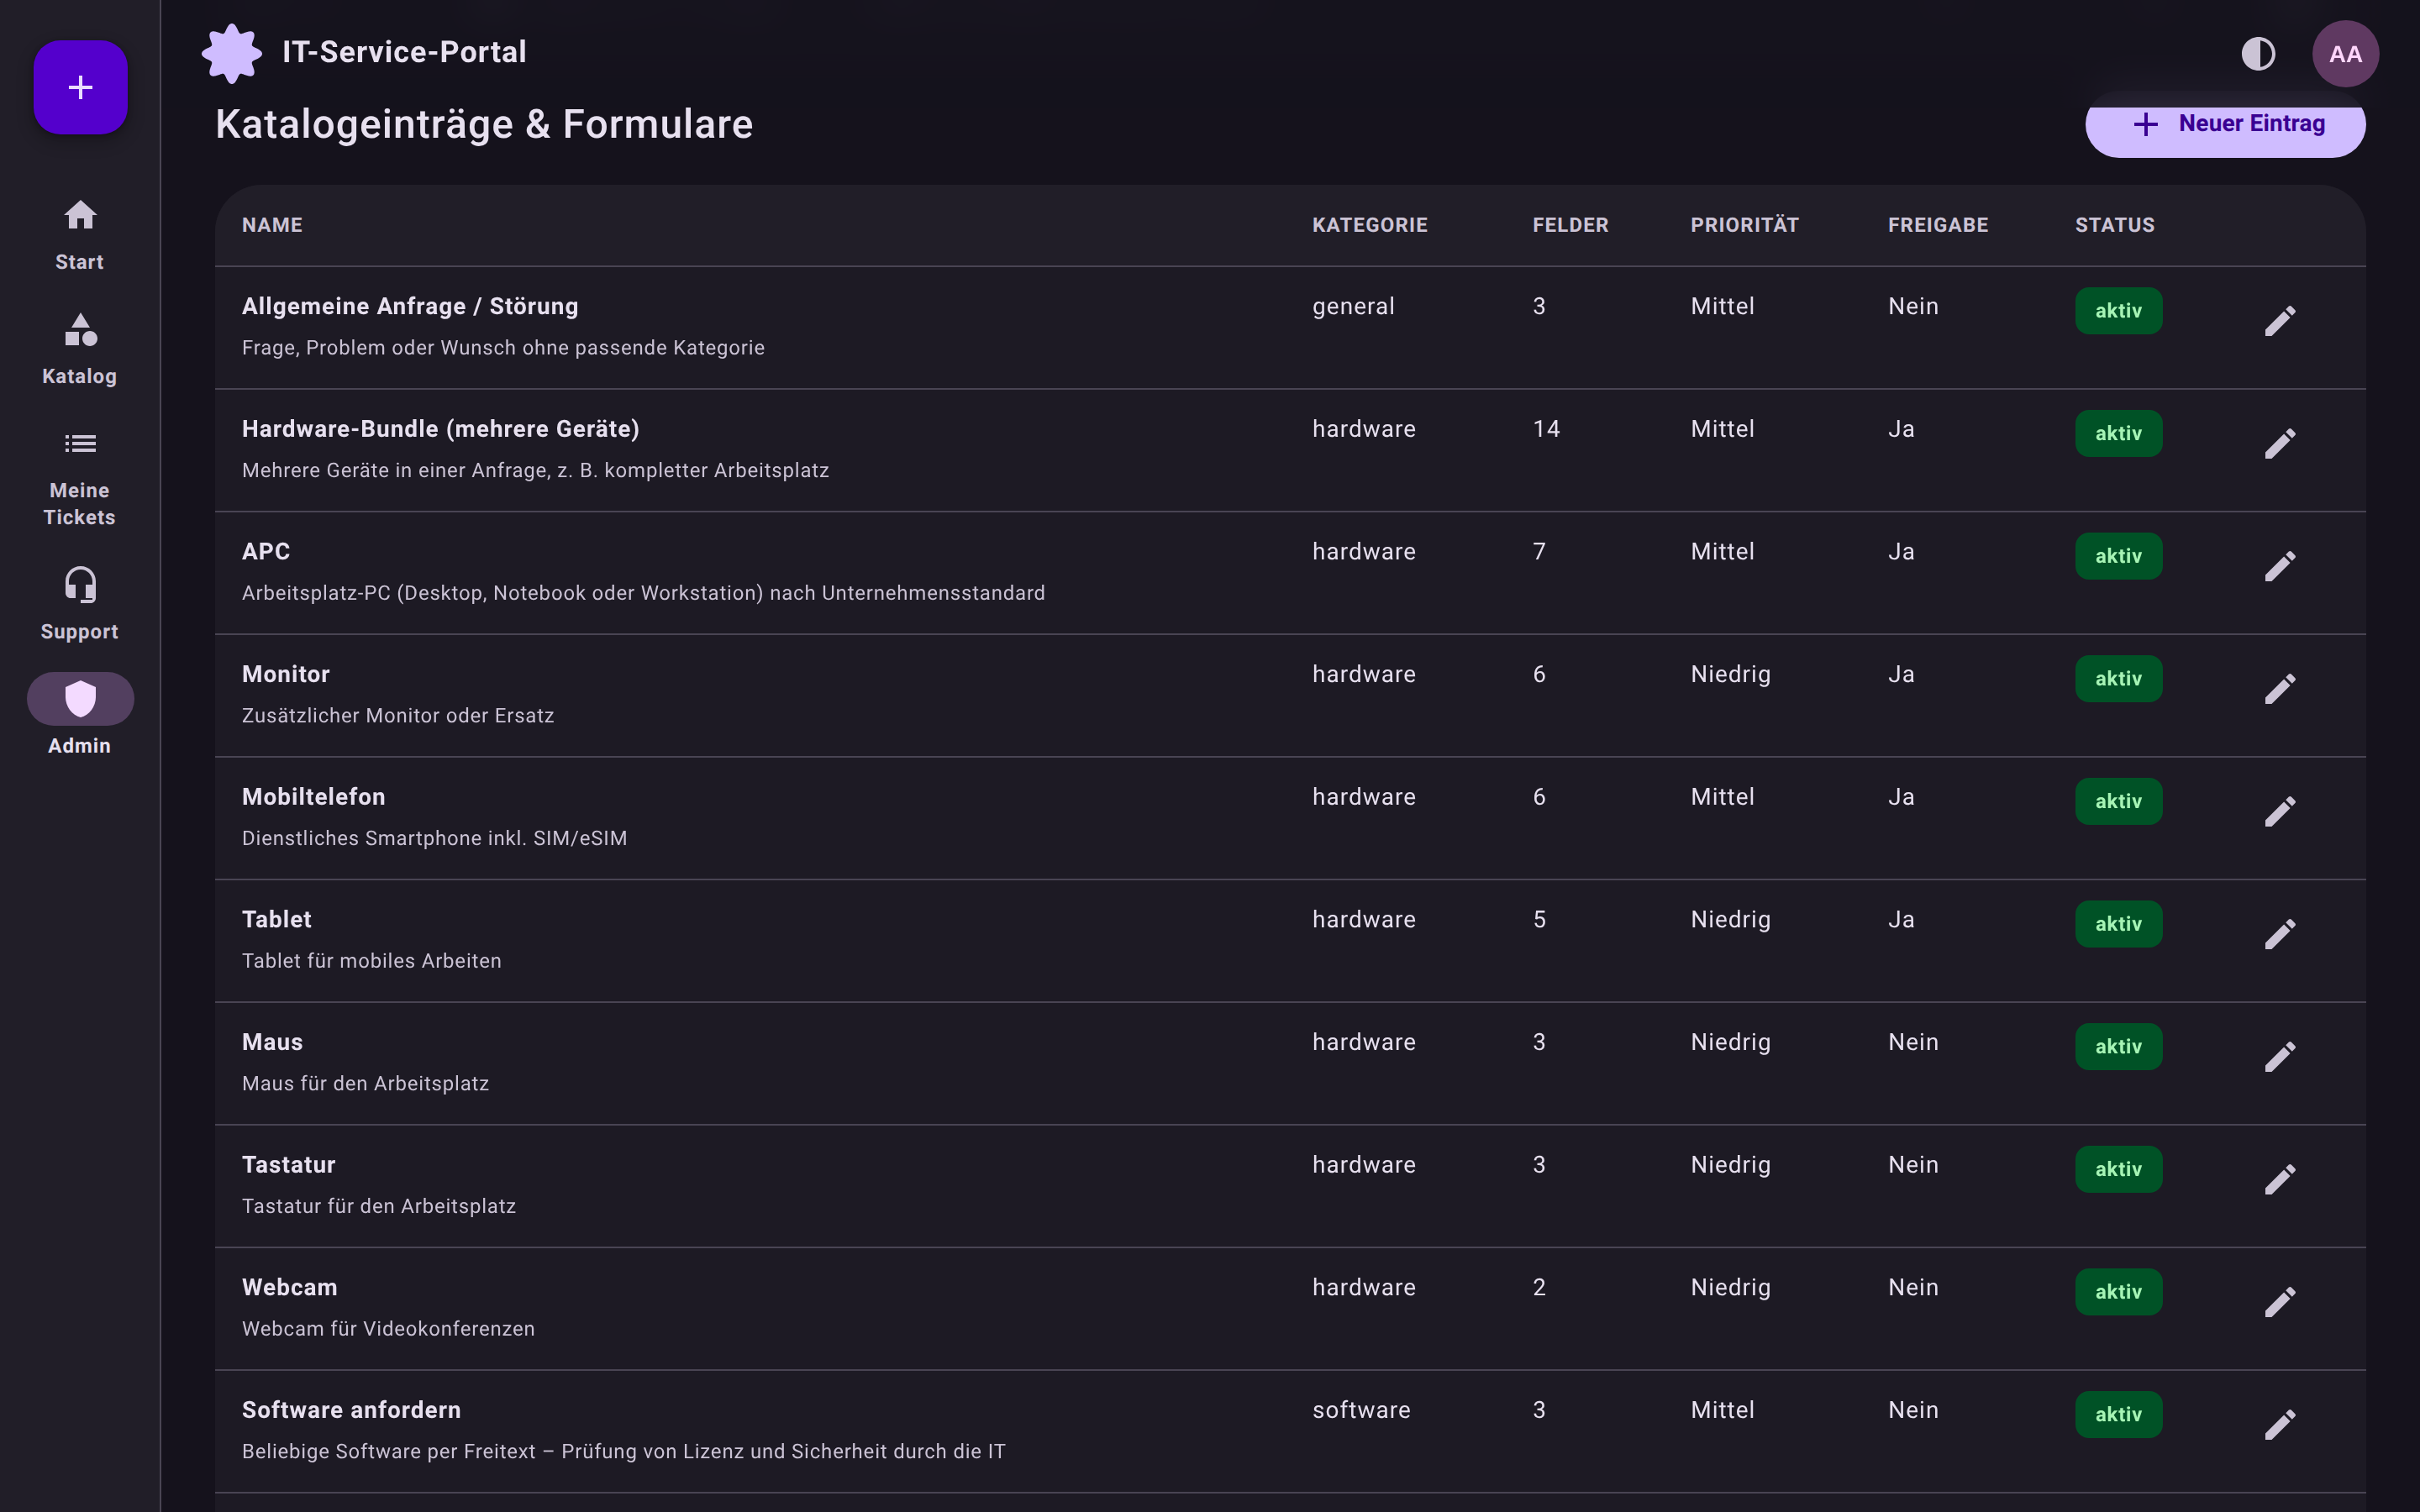 IT-Service-Portal
AA
Katalogeinträge & Formulare
Neuer Eintrag
Start
Katalog
Meine
Tickets
Support
Admin
NAME KATEGORIE FELDER PRIORITÄT FREIGABE STATUS
Allgemeine Anfrage / Störung general 3 Mittel Nein aktiv
Frage, Problem oder Wunsch ohne passende Kategorie
Hardware-Bundle (mehrere Geräte) hardware 14 Mittel Ja aktiv
Mehrere Geräte in einer Anfrage, z. B. kompletter Arbeitsplatz
APC hardware 7 Mittel Ja aktiv
Arbeitsplatz-PC (Desktop, Notebook oder Workstation) nach Unternehmensstandard
Monitor hardware 6 Niedrig Ja aktiv
Zusätzlicher Monitor oder Ersatz
Mobiltelefon hardware 6 Mittel Ja aktiv
Dienstliches Smartphone inkl. SIM/eSIM
Tablet hardware 5 Niedrig Ja aktiv
Tablet für mobiles Arbeiten
Maus hardware 3 Niedrig Nein aktiv
Maus für den Arbeitsplatz
Tastatur hardware 3 Niedrig Nein aktiv
Tastatur für den Arbeitsplatz
Webcam hardware 2 Niedrig Nein aktiv
Webcam für Videokonferenzen
Software anfordern software 3 Mittel Nein aktiv
Beliebige Software per Freitext – Prüfung von Lizenz und Sicherheit durch die IT